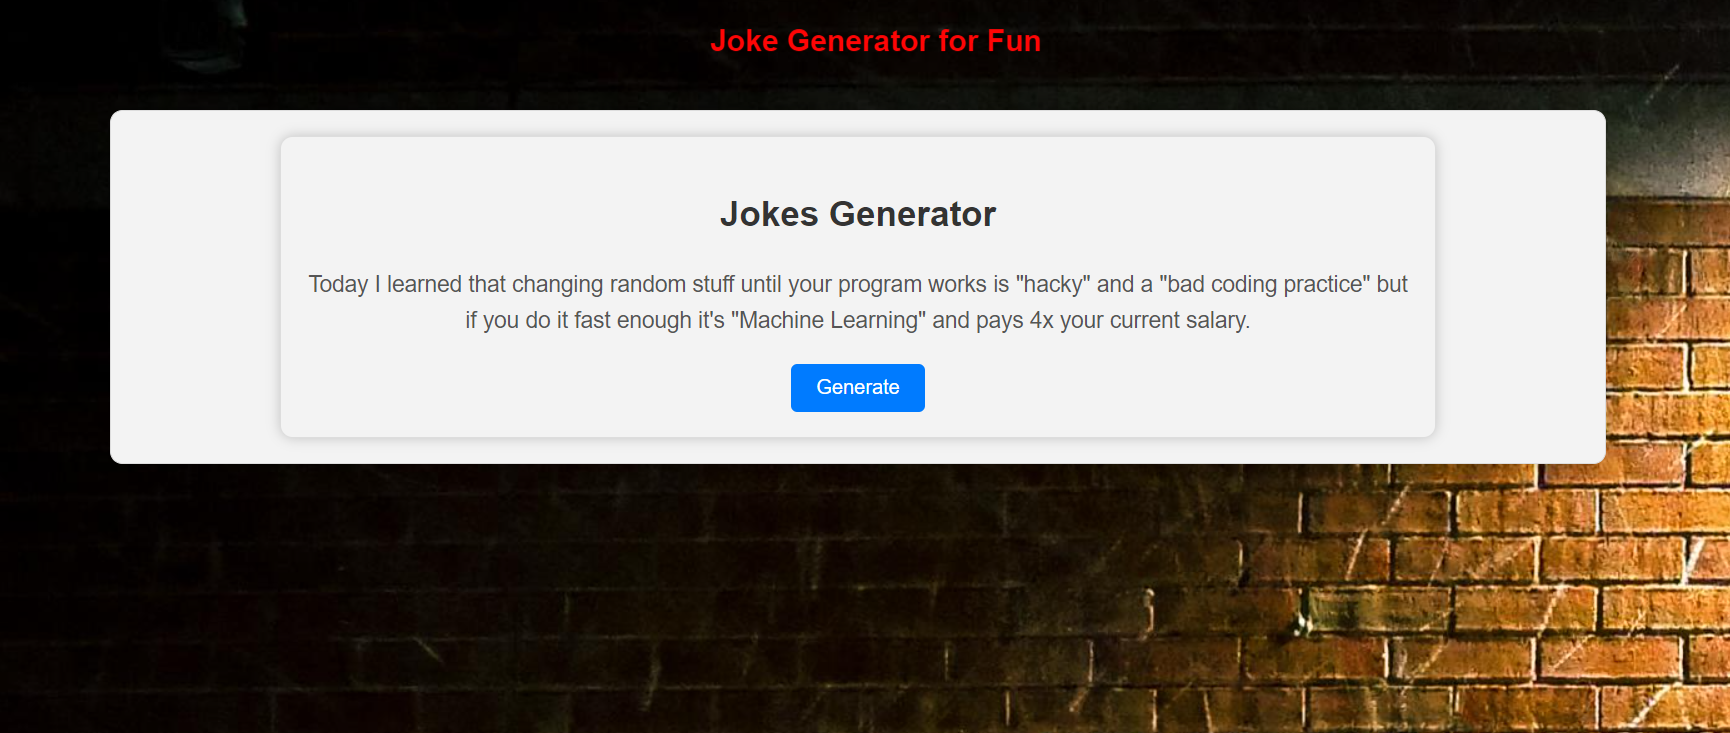 Joke Generator for Fun
Jokes Generator
Today I learned that changing random stuff until your program works is "hacky" and a "bad coding practice" but
if you do it fast enough it's "Machine Learning" and pays 4x your current salary.
Generate